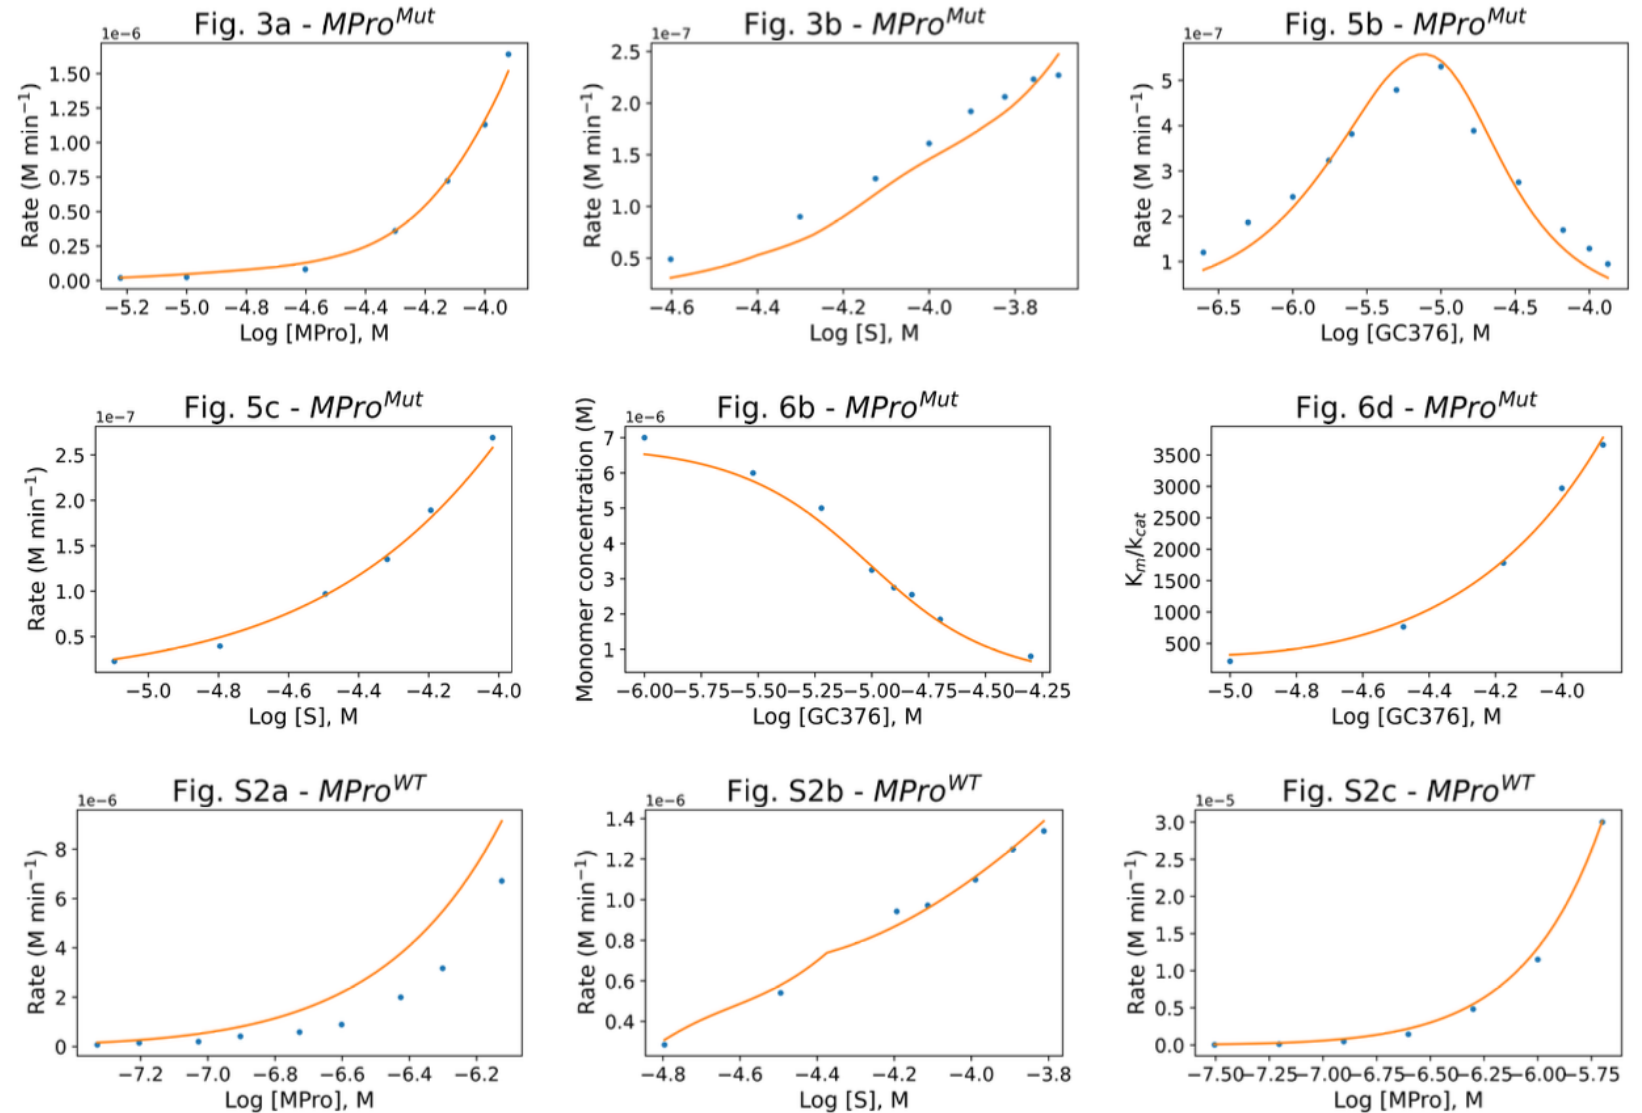 Fig. 3a - MPro^Mut
1e−6
Rate (M min⁻¹)
1.50
1.25
1.00
0.75
0.50
0.25
0.00
−5.2 −5.0 −4.8 −4.6 −4.4 −4.2 −4.0
Log [MPro], M
Fig. 3b - MPro^Mut
1e−7
Rate (M min⁻¹)
2.5
2.0
1.5
1.0
0.5
−4.6 −4.4 −4.2 −4.0 −3.8
Log [S], M
Fig. 5b - MPro^Mut
1e−7
Rate (M min⁻¹)
5
4
3
2
1
−6.5 −6.0 −5.5 −5.0 −4.5 −4.0
Log [GC376], M
Fig. 5c - MPro^Mut
1e−7
Rate (M min⁻¹)
2.5
2.0
1.5
1.0
0.5
−5.0 −4.8 −4.6 −4.4 −4.2 −4.0
Log [S], M
Fig. 6b - MPro^Mut
1e−6
Monomer concentration (M)
7
6
5
4
3
2
1
−6.00 −5.75 −5.50 −5.25 −5.00 −4.75 −4.50 −4.25
Log [GC376], M
Fig. 6d - MPro^Mut
Km/kcat
3500
3000
2500
2000
1500
1000
500
−5.0 −4.8 −4.6 −4.4 −4.2 −4.0
Log [GC376], M
Fig. S2a - MPro^WT
1e−6
Rate (M min⁻¹)
8
6
4
2
0
−7.2 −7.0 −6.8 −6.6 −6.4 −6.2
Log [MPro], M
Fig. S2b - MPro^WT
1e−6
Rate (M min⁻¹)
1.4
1.2
1.0
0.8
0.6
0.4
−4.8 −4.6 −4.4 −4.2 −4.0 −3.8
Log [S], M
Fig. S2c - MPro^WT
1e−5
Rate (M min⁻¹)
3.0
2.5
2.0
1.5
1.0
0.5
0.0
−7.50 −7.25 −7.00 −6.75 −6.50 −6.25 −6.00 −5.75
Log [MPro], M